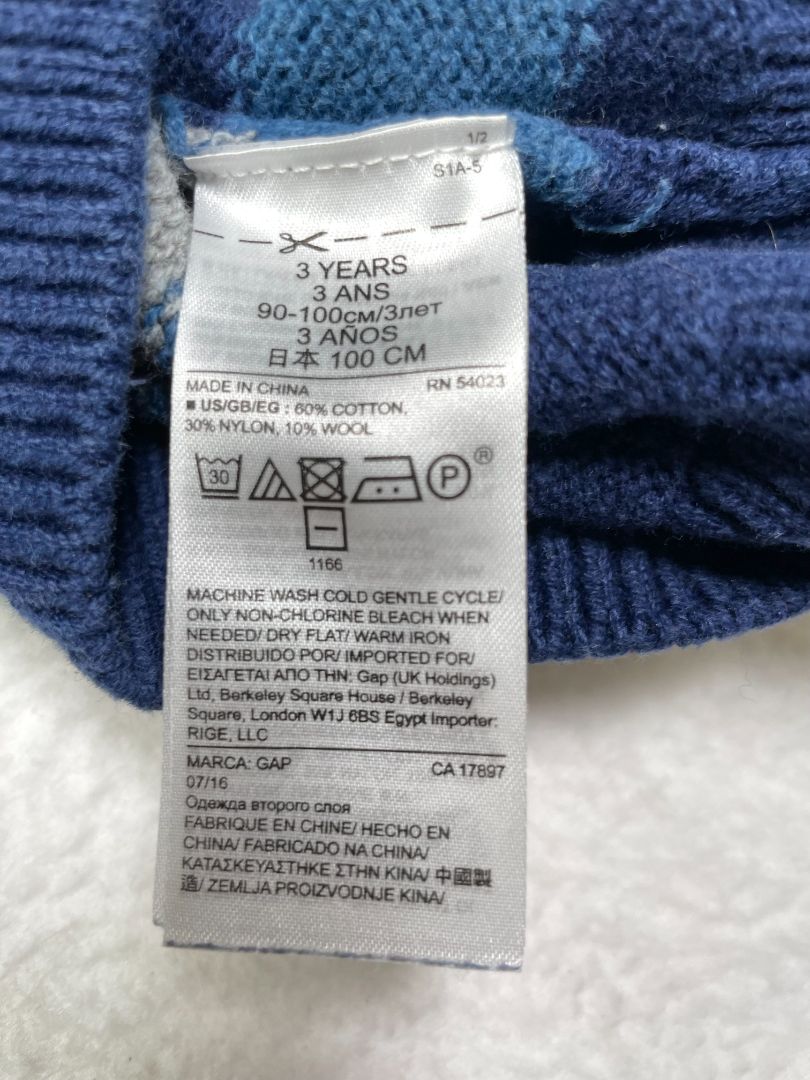 1/2
S1A-5
3 YEARS
3 ANS
90-100см/3лет
3 AÑOS
日本 100 CM
MADE IN CHINA RN 54023
■ US/GB/EG : 60% COTTON,
30% NYLON, 10% WOOL
30 P ®
1166
MACHINE WASH COLD GENTLE CYCLE/
ONLY NON-CHLORINE BLEACH WHEN
NEEDED/ DRY FLAT/ WARM IRON
DISTRIBUIDO POR/ IMPORTED FOR/
ΕΙΣΑΓΕΤΑΙ ΑΠΟ ΤΗΝ: Gap (UK Holdings)
Ltd, Berkeley Square House / Berkeley
Square, London W1J 6BS Egypt Importer:
RIGE, LLC
MARCA: GAP CA 17897
07/16
Одежда второго слоя
FABRIQUE EN CHINE/ HECHO EN
CHINA/ FABRICADO NA CHINA/
ΚΑΤΑΣΚΕΥΑΣΤΗΚΕ ΣΤΗΝ ΚΙΝΑ/ 中國製
造/ ZEMLJA PROIZVODNJE KINA/